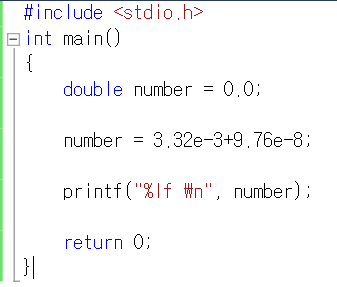 #include <stdio.h>
int main()
{
double number = 0.0;
number = 3.32e-3+9.76e-8;
printf("%lf ₩n", number);
return 0;
}